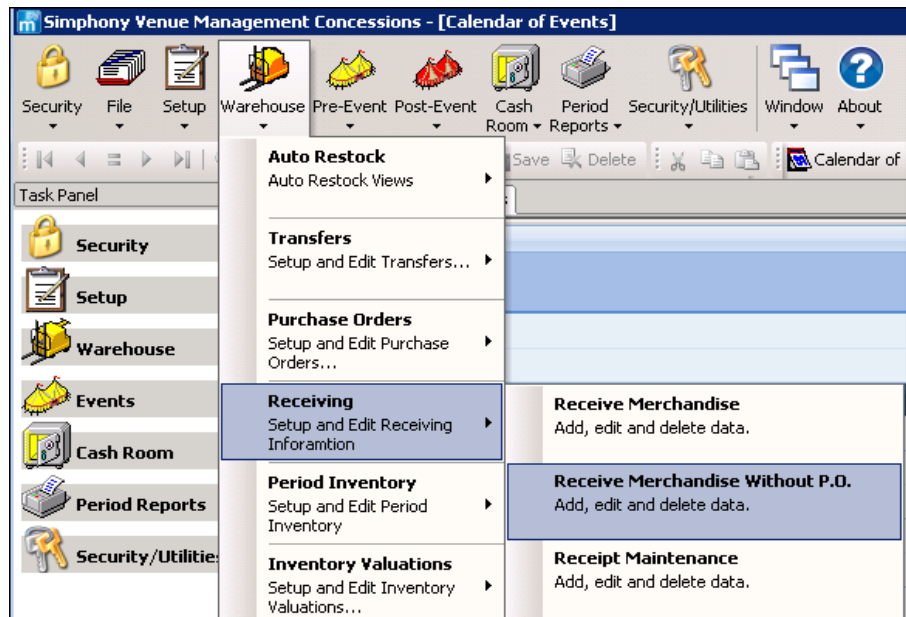 Simphony Venue Management Concessions - [Calendar of Events]
Security File Setup Warehouse Pre-Event Post-Event Cash Room Period Reports Security/Utilities Window About
Save Delete Calendar of
Task Panel
Security
Setup
Warehouse
Events
Cash Room
Period Reports
Security/Utilities
Auto Restock
Auto Restock Views
Transfers
Setup and Edit Transfers...
Purchase Orders
Setup and Edit Purchase
Orders...
Receiving
Setup and Edit Receiving
Inforamtion
Period Inventory
Setup and Edit Period
Inventory
Inventory Valuations
Setup and Edit Inventory
Valuations...
Receive Merchandise
Add, edit and delete data.
Receive Merchandise Without P.O.
Add, edit and delete data.
Receipt Maintenance
Add, edit and delete data.